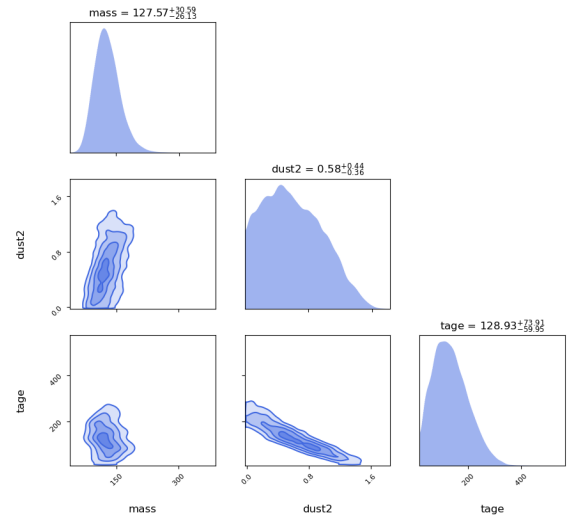 mass = 127.57+30.59−26.13
dust2 = 0.58+0.44−0.36
1.6
0.8
0.0
dust2
tage = 128.93+73.91−59.95
400
200
tage
150
300
0.0
0.8
1.6
200
400
mass
dust2
tage